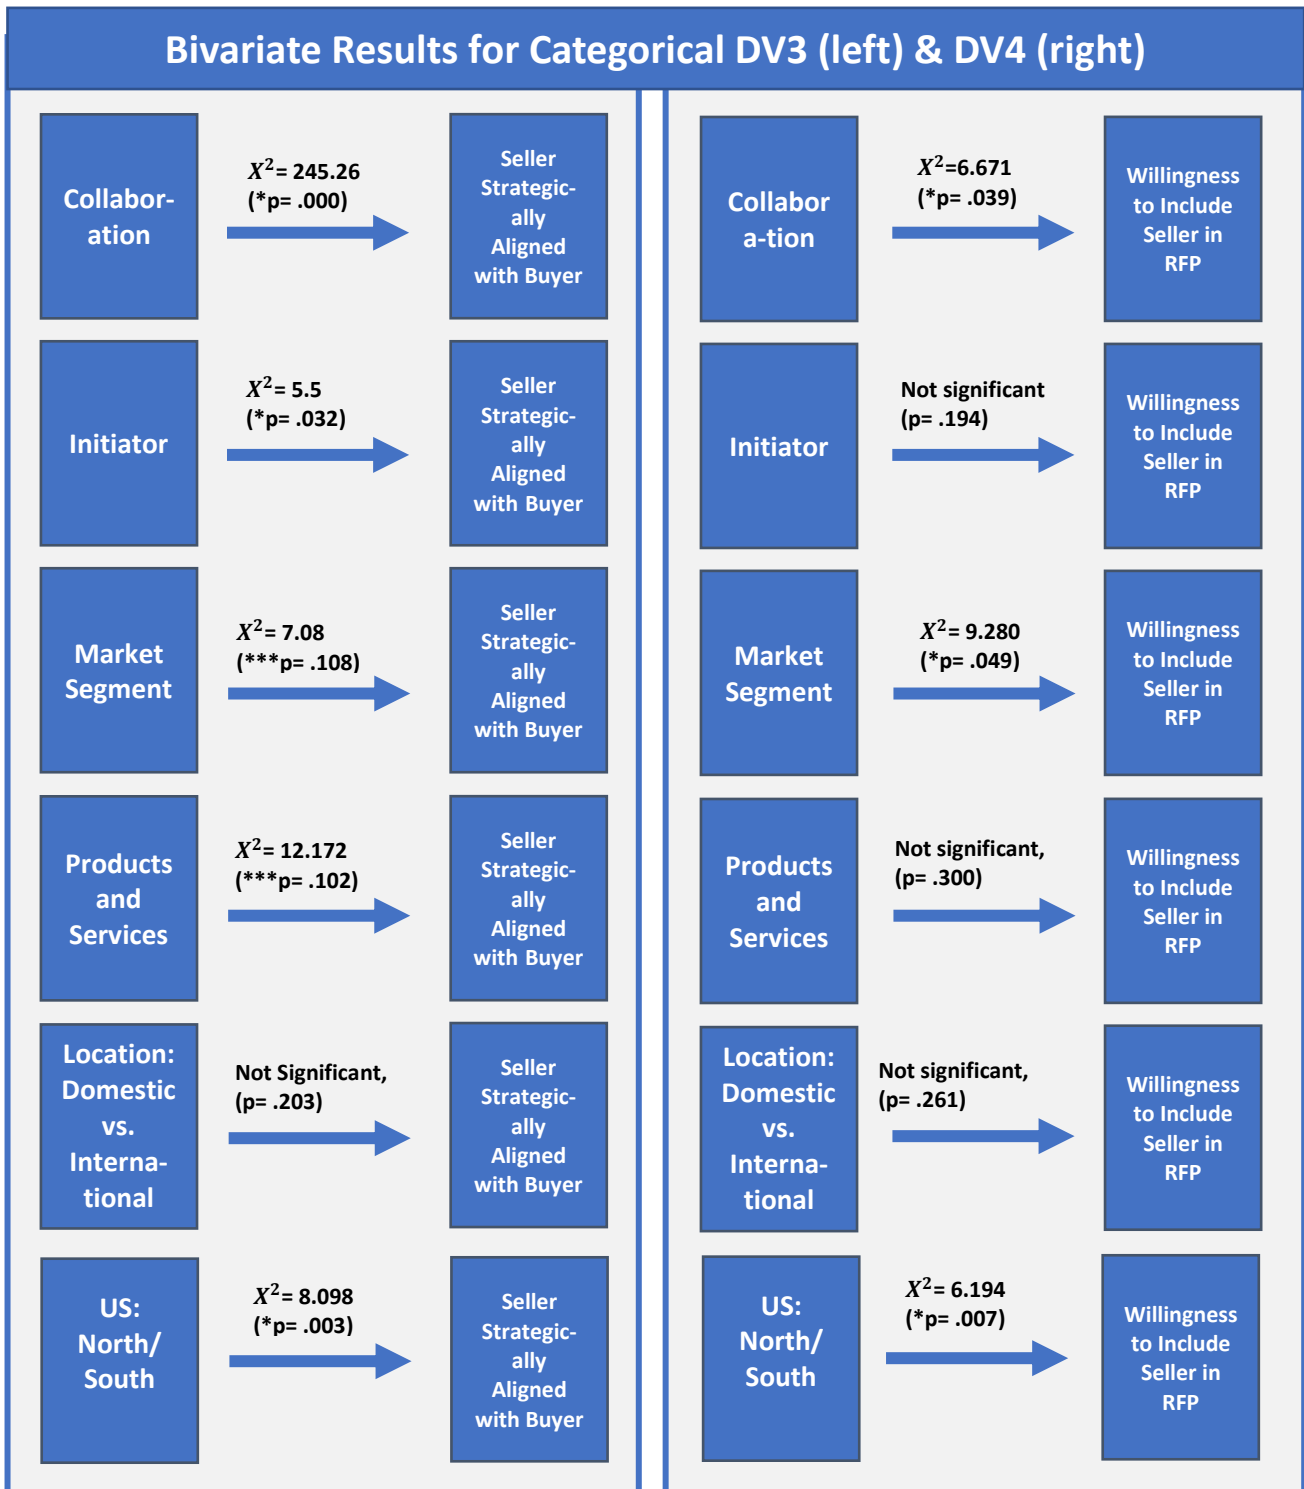 Bivariate Results for Categorical DV3 (left) & DV4 (right)
Collabor-
ation
X²= 245.26
(*p= .000)
Seller
Strategic-
ally
Aligned
with Buyer
Initiator
X²= 5.5
(*p= .032)
Seller
Strategic-
ally
Aligned
with Buyer
Market
Segment
X²= 7.08
(***p= .108)
Seller
Strategic-
ally
Aligned
with Buyer
Products
and
Services
X²= 12.172
(***p= .102)
Seller
Strategic-
ally
Aligned
with Buyer
Location:
Domestic
vs.
Interna-
tional
Not Significant,
(p= .203)
Seller
Strategic-
ally
Aligned
with Buyer
US:
North/
South
X²= 8.098
(*p= .003)
Seller
Strategic-
ally
Aligned
with Buyer
Collabor
a-tion
X²=6.671
(*p= .039)
Willingness
to Include
Seller in
RFP
Initiator
Not significant
(p= .194)
Willingness
to Include
Seller in
RFP
Market
Segment
X²= 9.280
(*p= .049)
Willingness
to Include
Seller in
RFP
Products
and
Services
Not significant,
(p= .300)
Willingness
to Include
Seller in
RFP
Location:
Domestic
vs.
Interna-
tional
Not significant,
(p= .261)
Willingness
to Include
Seller in
RFP
US:
North/
South
X²= 6.194
(*p= .007)
Willingness
to Include
Seller in
RFP